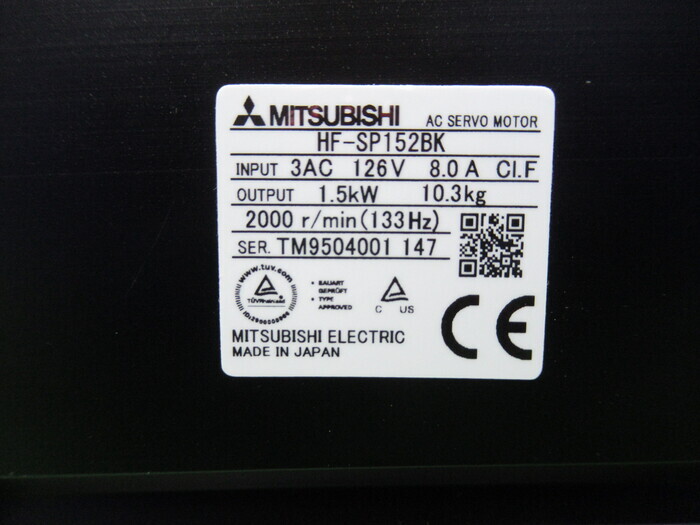 MITSUBISHI AC SERVO MOTOR
HF-SP152BK
INPUT 3AC 126V 8.0 A CI.F
OUTPUT 1.5kW 10.3kg
2000 r/min(133Hz)
SER. TM9504001 147
www.tuv.com
TÜVRheinland
BAUART
GEPRÜFT
TYPE
APPROVED
C US
CE
MITSUBISHI ELECTRIC
MADE IN JAPAN